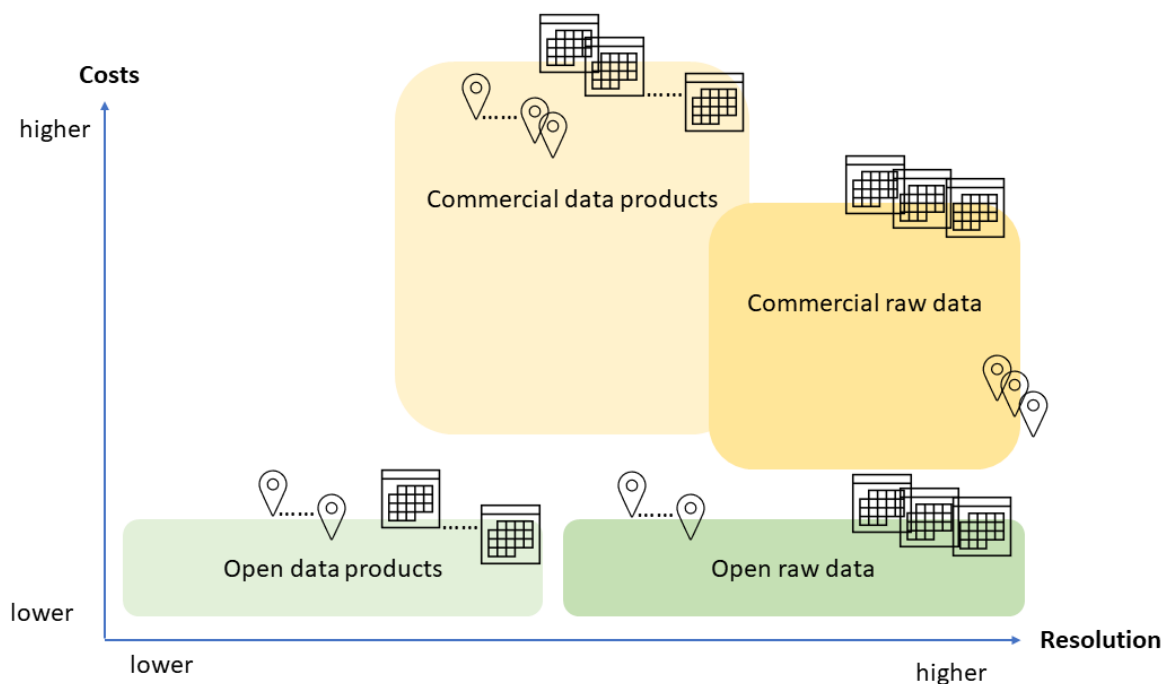 Costs
higher
Commercial data products
Commercial raw data
Open data products
Open raw data
lower
Resolution
lower
higher